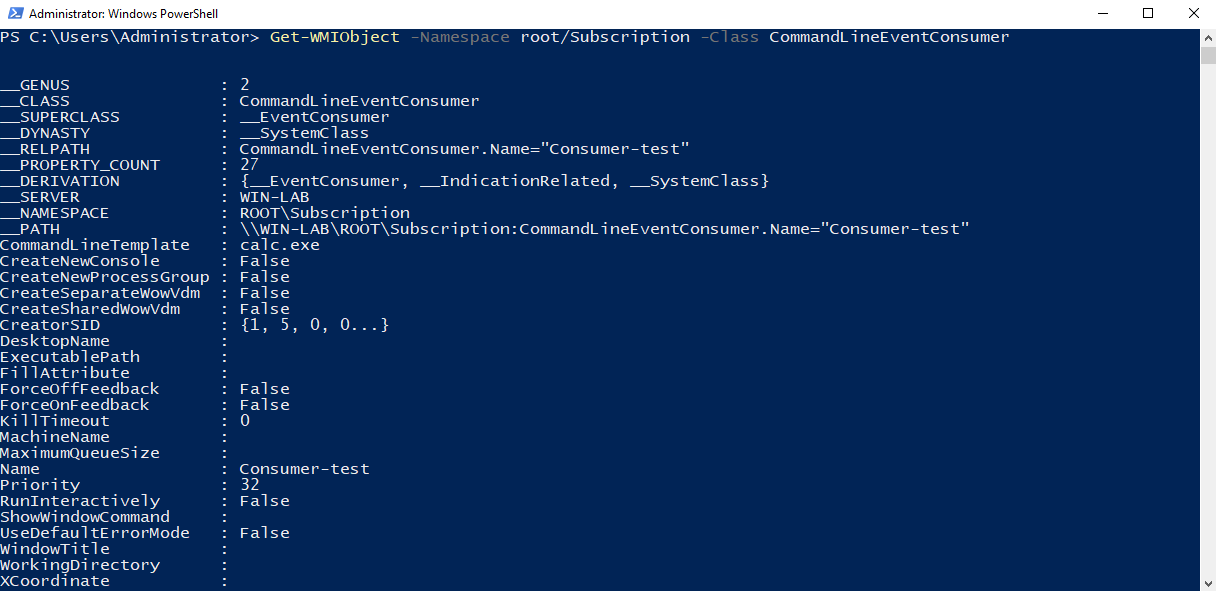 Administrator: Windows PowerShell
PS C:\Users\Administrator> Get-WMIObject -Namespace root/Subscription -Class CommandLineEventConsumer
__GENUS : 2
__CLASS : CommandLineEventConsumer
__SUPERCLASS : __EventConsumer
__DYNASTY : __SystemClass
__RELPATH : CommandLineEventConsumer.Name="Consumer-test"
__PROPERTY_COUNT : 27
__DERIVATION : {__EventConsumer, __IndicationRelated, __SystemClass}
__SERVER : WIN-LAB
__NAMESPACE : ROOT\Subscription
__PATH : \\WIN-LAB\ROOT\Subscription:CommandLineEventConsumer.Name="Consumer-test"
CommandLineTemplate : calc.exe
CreateNewConsole : False
CreateNewProcessGroup : False
CreateSeparateWowVdm : False
CreateSharedWowVdm : False
CreatorSID : {1, 5, 0, 0...}
DesktopName :
ExecutablePath :
FillAttribute :
ForceOffFeedback : False
ForceOnFeedback : False
KillTimeout : 0
MachineName :
MaximumQueueSize :
Name : Consumer-test
Priority : 32
RunInteractively : False
ShowWindowCommand :
UseDefaultErrorMode : False
WindowTitle :
WorkingDirectory :
XCoordinate :